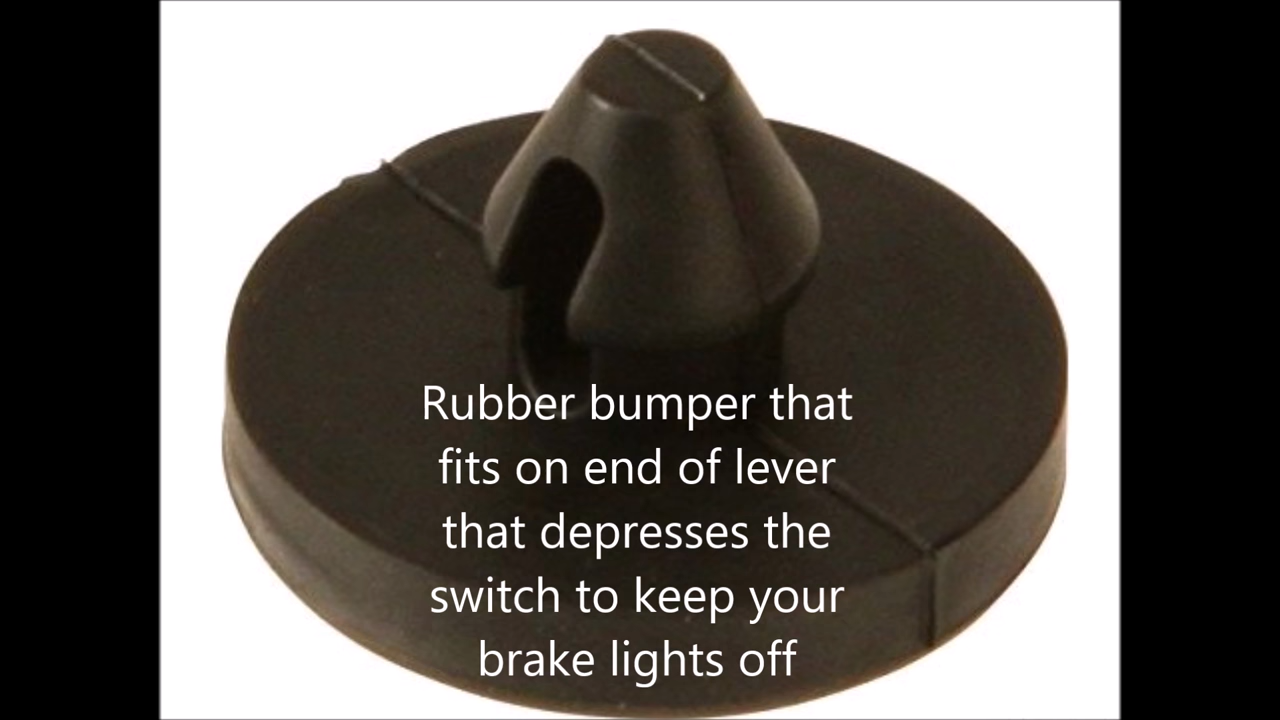 Rubber bumper that
fits on end of lever
that depresses the
switch to keep your
brake lights off